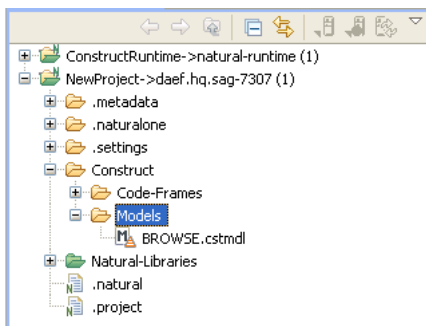 ConstructRuntime->natural-runtime (1)
NewProject->daef.hq.sag-7307 (1)
.metadata
.naturalone
.settings
Construct
Code-Frames
Models
BROWSE.cstmdl
Natural-Libraries
.natural
.project